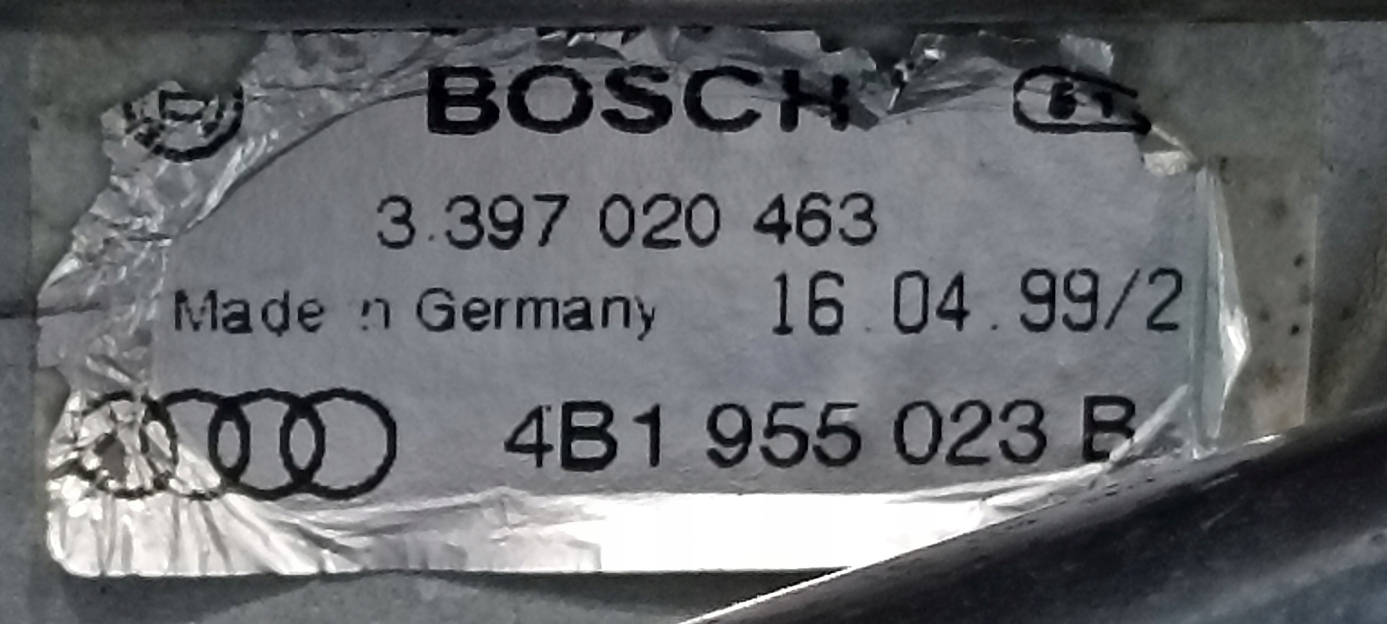 BOSCH
3.397 020 463
Made in Germany 16.04.99/2
4B1 955 023 B